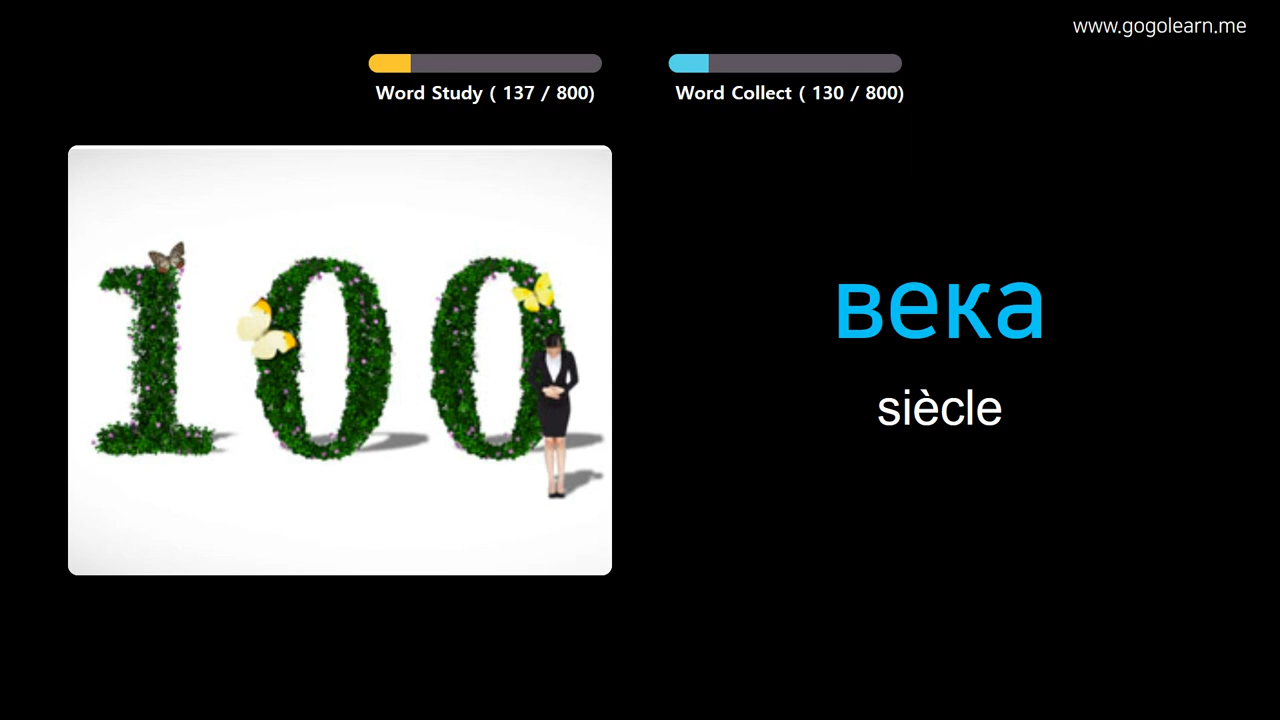 www.gogolearn.me
Word Study ( 137 / 800)
Word Collect ( 130 / 800)
100
века
siècle